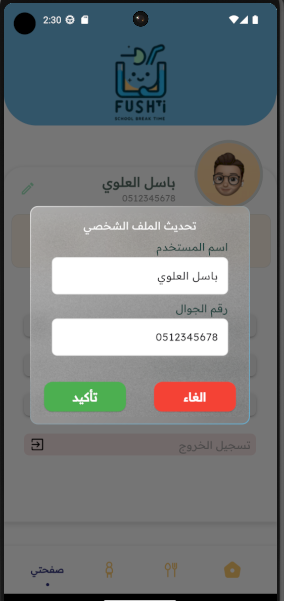 2:30
FUSHYi
SCHOOL BREAK TIME
باسل العلوي
0512345678
تحديث الملف الشخصي
اسم المستخدم
باسل العلوي
رقم الجوال
0512345678
الغاء
تأكيد
تسجيل الخروج
صفحتي